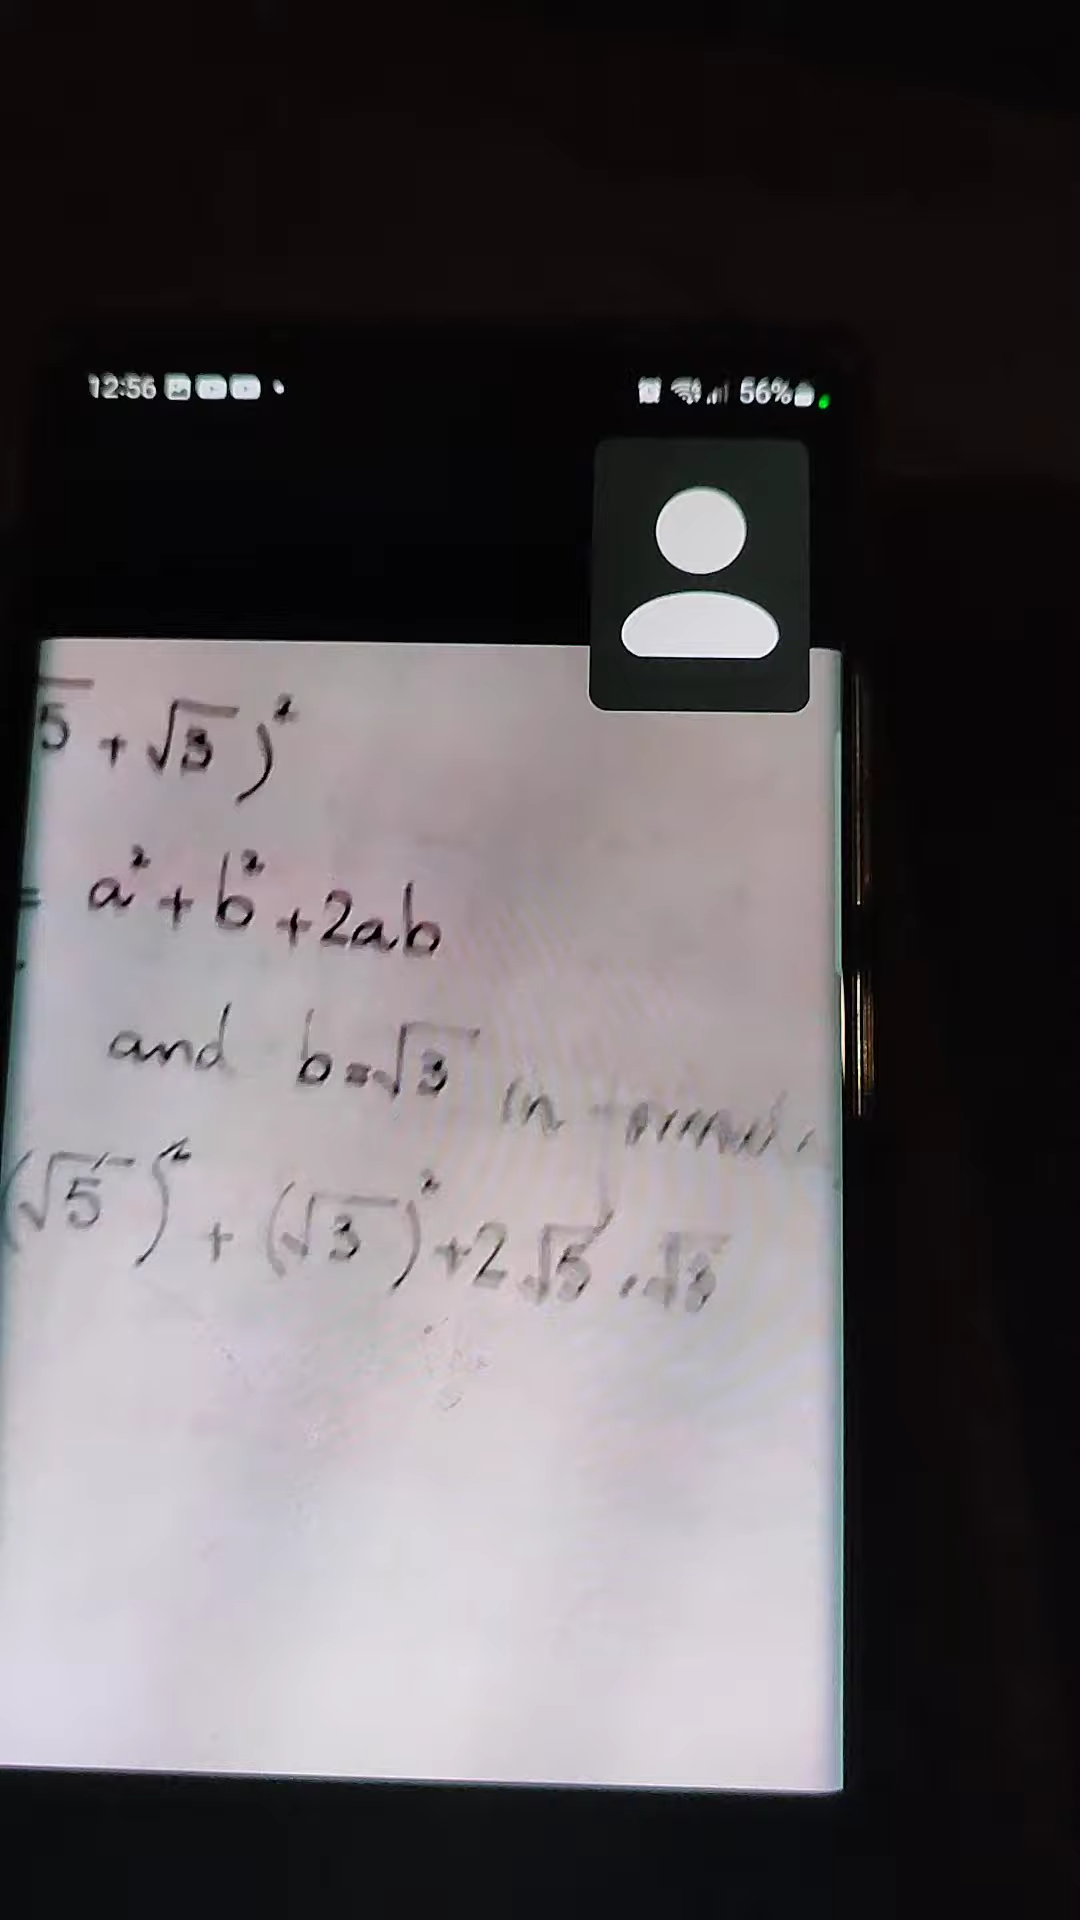 12:56 56%
5 + √3 )²
= a² + b² + 2ab
and b=√3 in
(√5)² + (√3)² +2√5 . √3